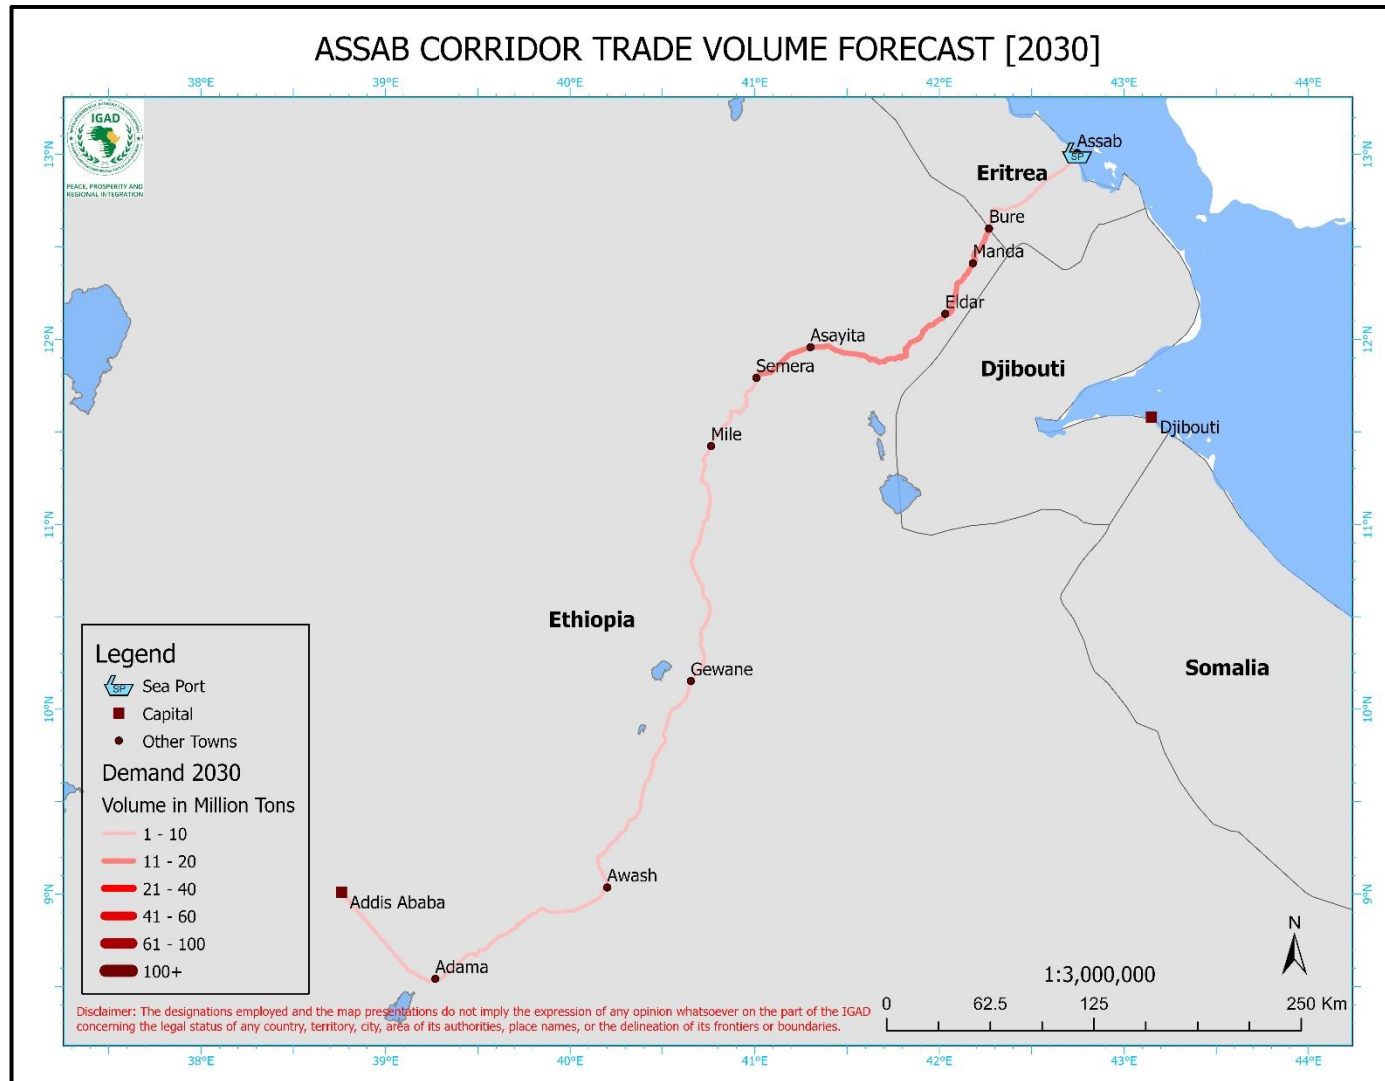 ASSAB CORRIDOR TRADE VOLUME FORECAST [2030]
38°E
39°E
40°E
41°E
42°E
43°E
44°E
IGAD
PEACE, PROSPERITY AND
REGIONAL INTEGRATION
13°N
13°N
Assab
SP
Eritrea
Bure
Manda
Eldar
12°N
12°N
Asayita
Semera
Djibouti
Djibouti
Mile
11°N
11°N
Ethiopia
Somalia
Gewane
10°N
10°N
Legend
SP
Sea Port
Capital
Other Towns
Demand 2030
Volume in Million Tons
1 - 10
11 - 20
21 - 40
41 - 60
61 - 100
100+
Awash
9°N
9°N
Addis Ababa
Adama
N
1:3,000,000
0 62.5 125 250 Km
Disclaimer: The designations employed and the map presentations do not imply the expression of any opinion whatsoever on the part of the IGAD
concerning the legal status of any country, territory, city, area of its authorities, place names, or the delineation of its frontiers or boundaries.
38°E
39°E
40°E
41°E
42°E
43°E
44°E